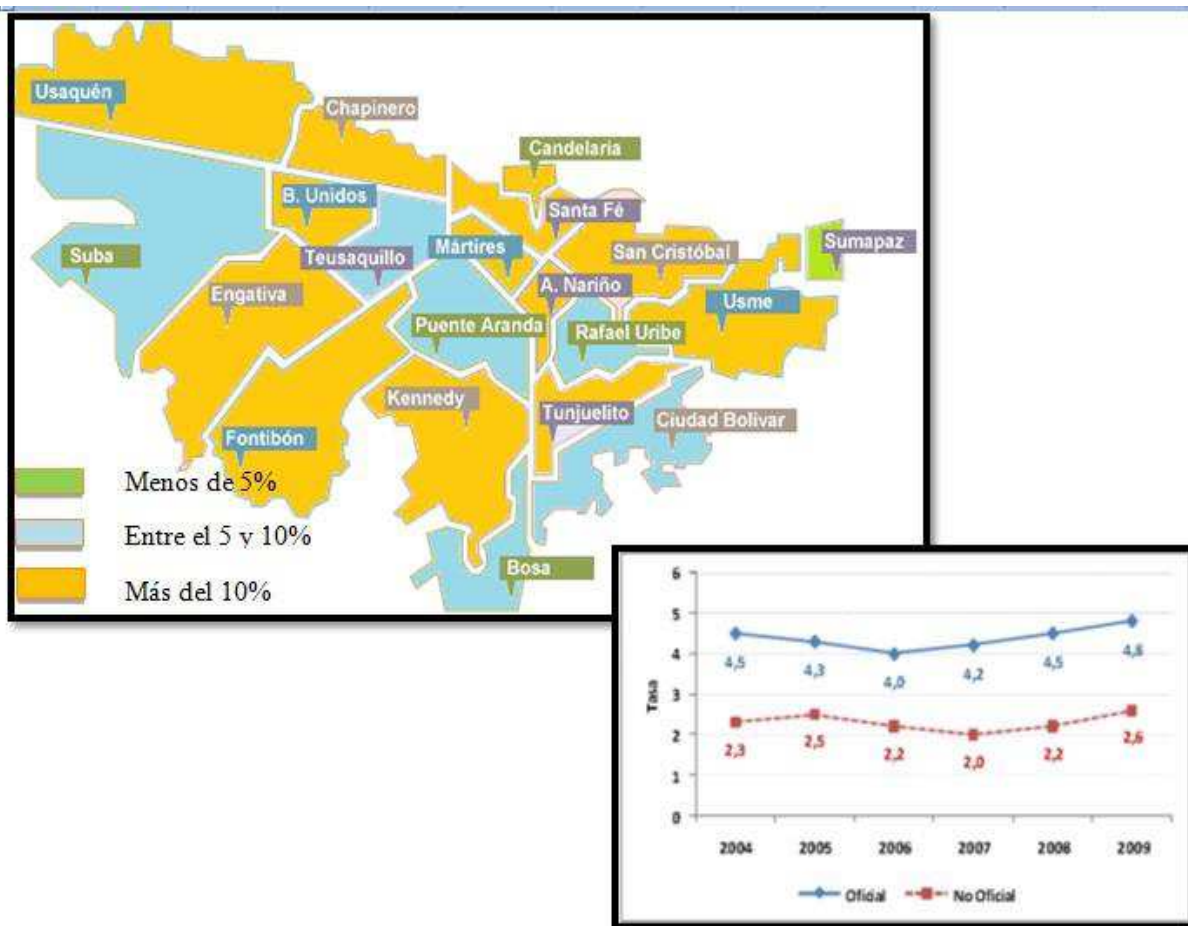 Usaquén
Chapinero
Candelaria
B. Unidos
Santa Fé
Suba
Teusaquillo
Mártires
San Cristóbal
Sumapaz
Engativa
A. Nariño
Usme
Puente Aranda
Rafael Uribe
Kennedy
Tunjuelito
Ciudad Bolivar
Fontibón
Menos de 5%
Entre el 5 y 10%
Bosa
Más del 10%
6
5
4
3
2
1
0
Tasa
4,5
4,3
4,0
4,2
4,5
4,8
2,3
2,5
2,2
2,0
2,2
2,6
2004 2005 2006 2007 2008 2009
Oficial No Oficial